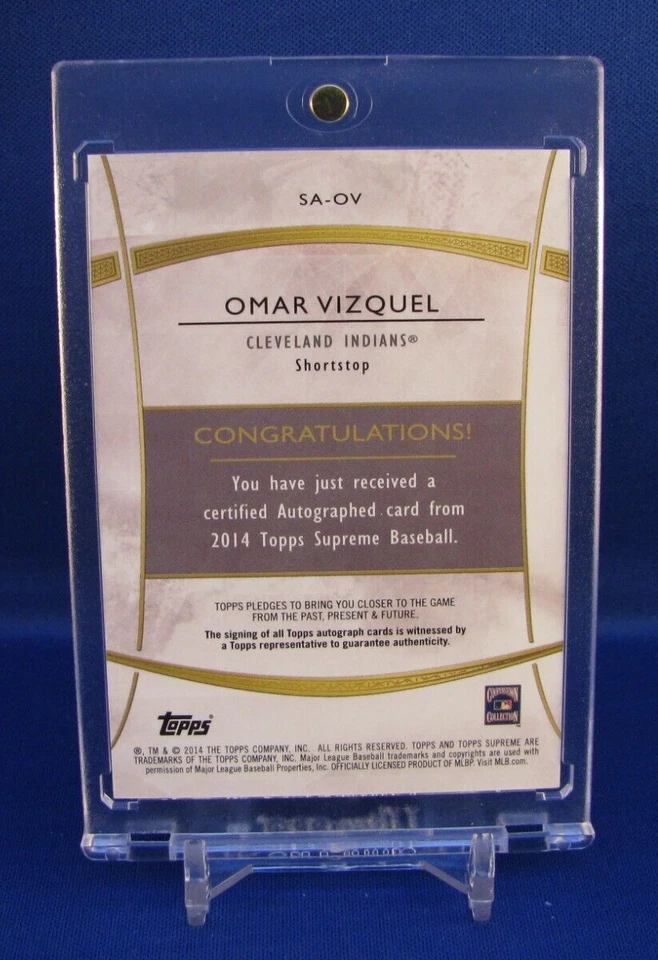 SA-OV
OMAR VIZQUEL
CLEVELAND INDIANS®
Shortstop
CONGRATULATIONS!
You have just received a
certified Autographed card from
2014 Topps Supreme Baseball.
TOPPS PLEDGES TO BRING YOU CLOSER TO THE GAME
FROM THE PAST, PRESENT & FUTURE.
The signing of all Topps autograph cards is witnessed by
a Topps representative to guarantee authenticity.
COOPERSTOWN
COLLECTION
topps®
®, TM & © 2014 THE TOPPS COMPANY, INC. ALL RIGHTS RESERVED. TOPPS AND TOPPS SUPREME ARE
TRADEMARKS OF THE TOPPS COMPANY, INC. Major League Baseball trademarks and copyrights are used with
permission of Major League Baseball Properties, Inc. OFFICIALLY LICENSED PRODUCT OF MLBP. Visit MLB.com.